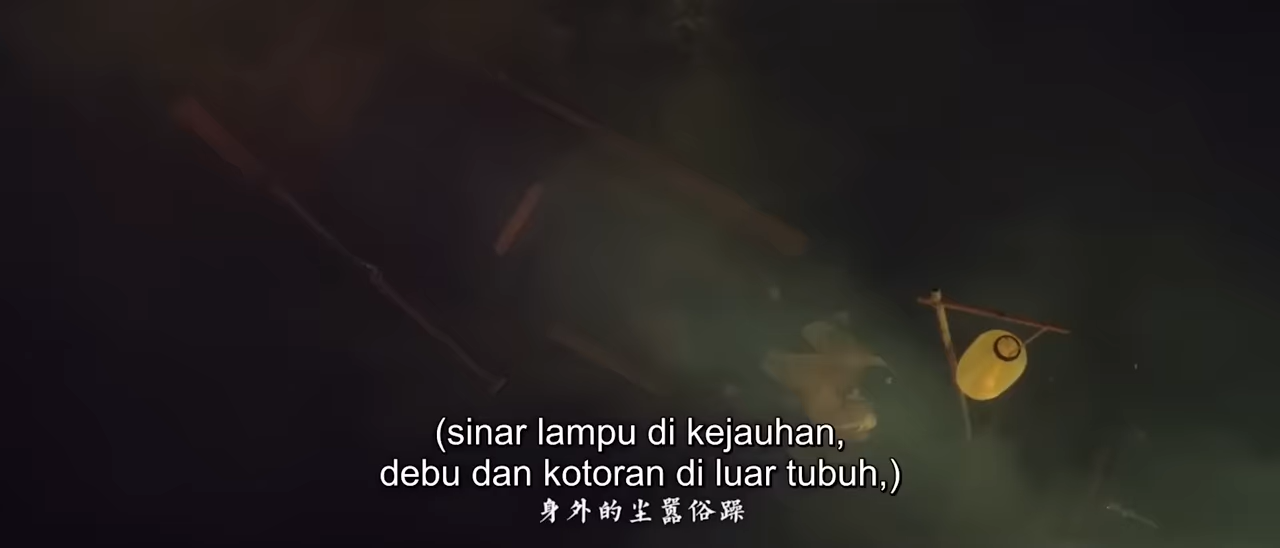 (sinar lampu di kejauhan,
debu dan kotoran di luar tubuh,)
身外的尘嚣俗躁